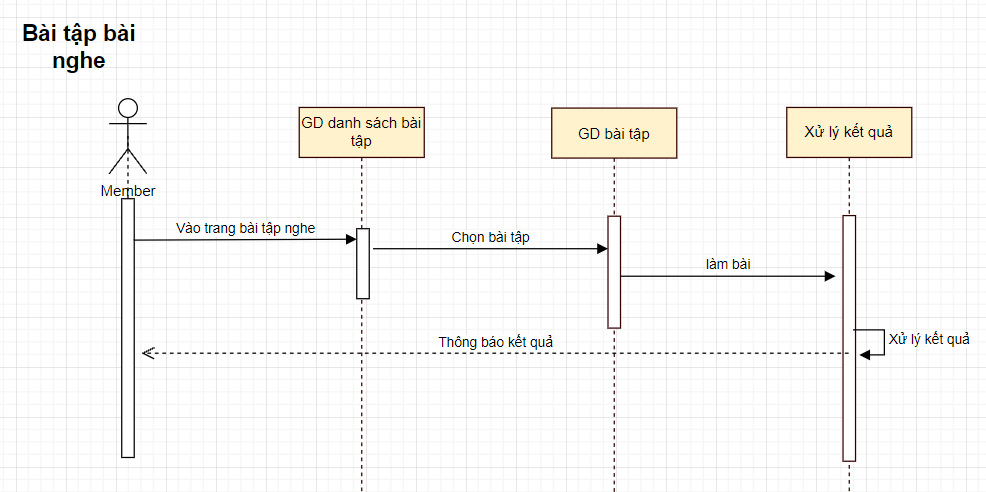 Bài tập bài
nghe
GD danh sách bài
tập
GD bài tập
Xử lý kết quả
Member
Vào trang bài tập nghe
Chọn bài tập
làm bài
Xử lý kết quả
Thông báo kết quả